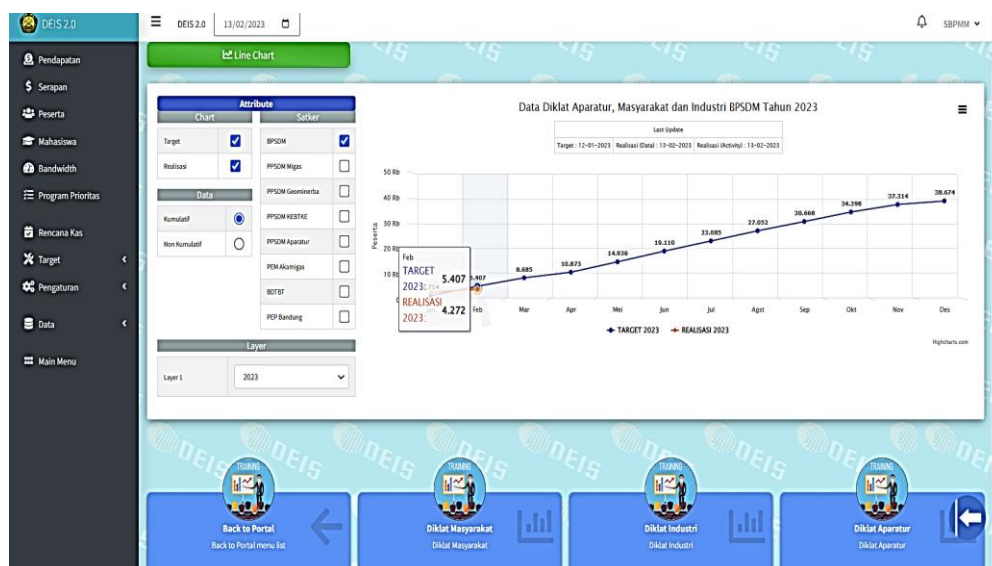 DEIS 2.0
DEIS 2.0 13/02/2023
SBPMM
Pendapatan
Serapan
Peserta
Mahasiswa
Bandwidth
Program Prioritas
Rencana Kas
Target
Pengaturan
Data
Main Menu
Line Chart
Attribute
Chart
Target
Realisasi
Data
Kumulatif
Non Kumulatif
Satker
BPSDM
PPSDM Migas
PPSDM Geominerba
PPSDM KEBTKE
PPSDM Aparatur
PEM Akamigas
BDTBT
PEP Bandung
Layer
Layer 1 2023
Data Diklat Aparatur, Masyarakat dan Industri BPSDM Tahun 2023
Last Update
Target : 12-01-2023 Realisasi (Data) : 13-02-2023 Realisasi (Activity) : 13-02-2023
Peserta
50 Rb
40 Rb
30 Rb
20 Rb
10 Rb
Feb
TARGET 2023: 5.407
REALISASI 2023: 4.272
8.685 10.873 14.936 19.110 23.085 27.052 30.868 34.398 37.314 38.674
Feb Mar Apr Mei Jun Jul Agst Sep Okt Nov Des
TARGET 2023 REALISASI 2023
Highcharts.com
DEIS DEIS DEIS DEIS
TRAINING TRAINING TRAINING TRAINING
Back to Portal Diklat Masyarakat Diklat Industri Diklat Aparatur
Back to Portal menu list Diklat Masyarakat Diklat Industri Diklat Aparatur